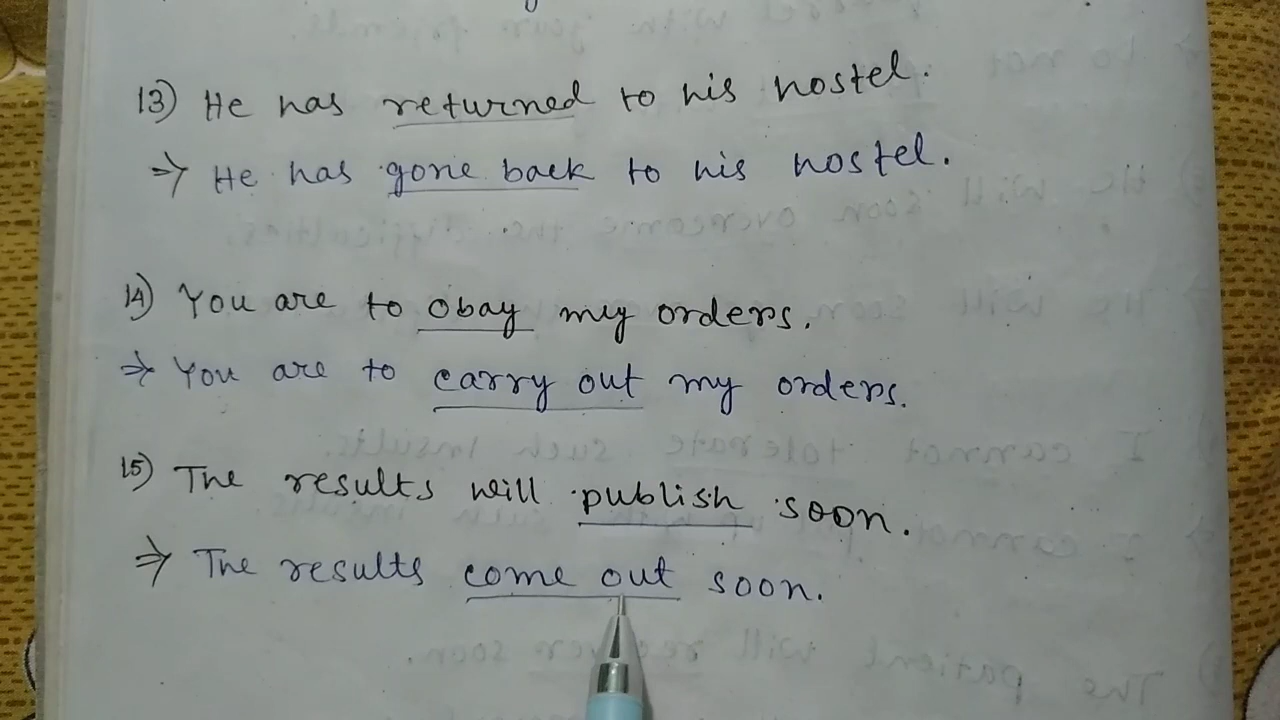 13) He has returned to his hostel.
⇒ He has gone back to his hostel.
14) You are to obay my orders.
⇒ You are to carry out my orders.
15) The results will publish soon.
⇒ The results come out soon.